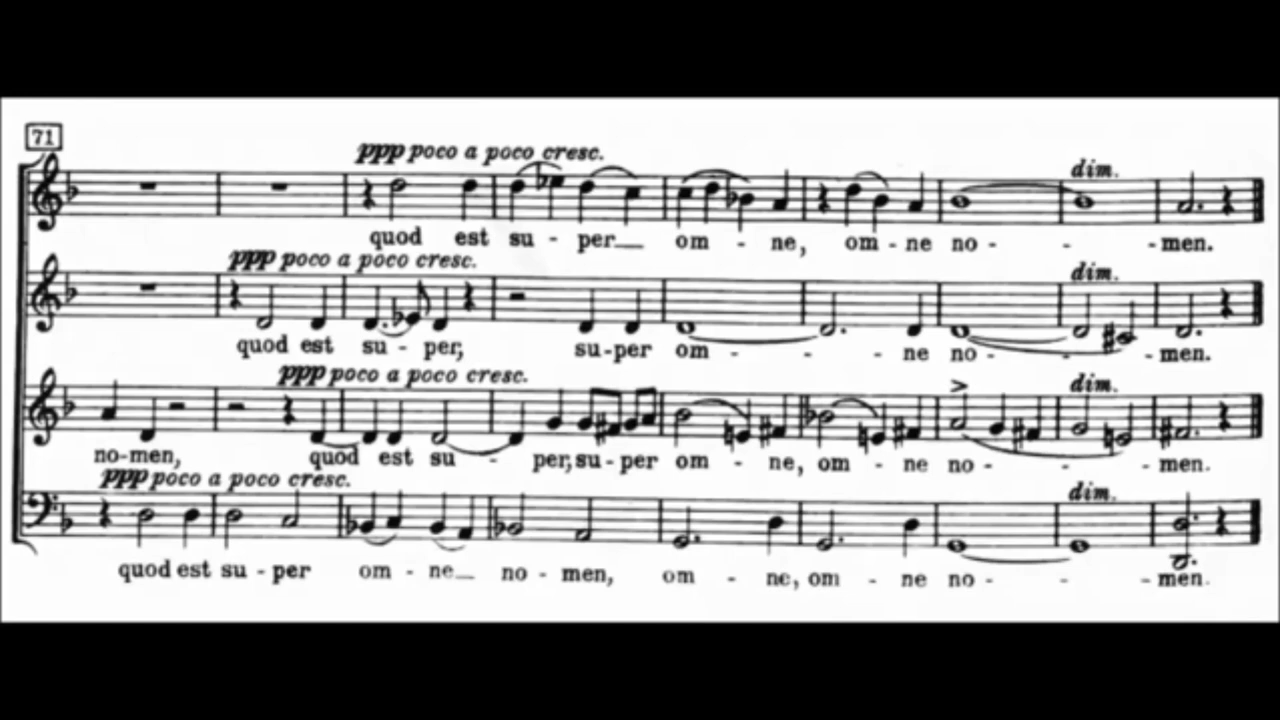 71
ppp poco a poco cresc. dim.
quod est su - per__ om - ne, om - ne no - - - men.
ppp poco a poco cresc. dim.
quod est su - per, su-per om - - - ne no - - - men.
ppp poco a poco cresc. dim.
no-men, quod est su - per, su-per om - ne, om - ne no - - - men.
ppp poco a poco cresc. dim.
quod est su - per om - ne__ no - men, om - ne, om - ne no - - - men.